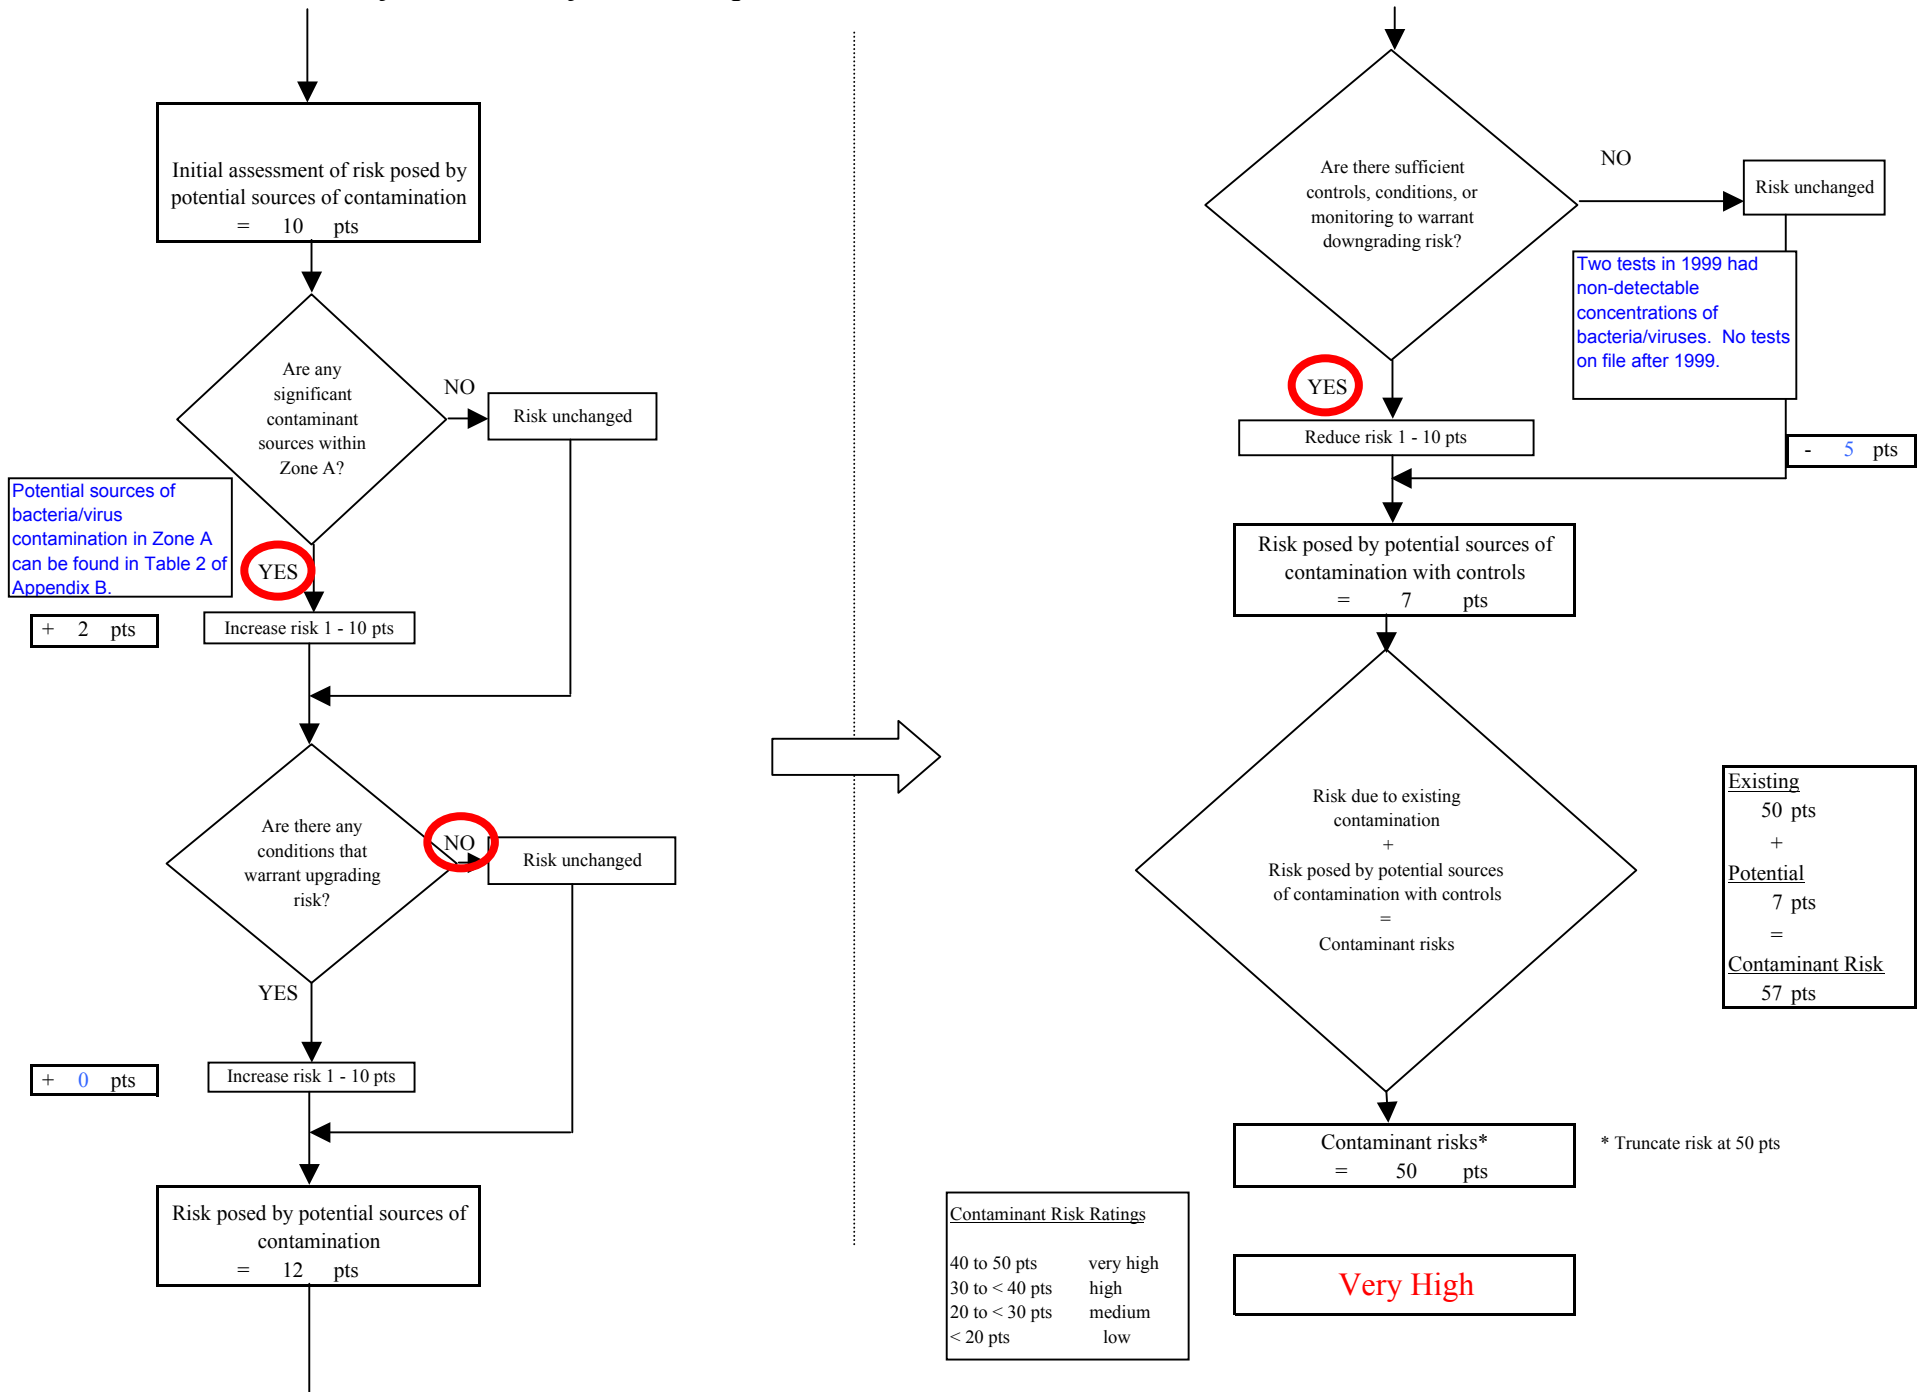 Initial assessment of risk posed by
potential sources of contamination
= 10 pts
Are any
significant
contaminant
sources within
Zone A?
NO
Risk unchanged
Potential sources of
bacteria/virus
contamination in Zone A
can be found in Table 2 of
Appendix B.
YES
+ 2 pts
Increase risk 1 - 10 pts
Are there any
conditions that
warrant upgrading
risk?
NO
Risk unchanged
YES
+ 0 pts
Increase risk 1 - 10 pts
Risk posed by potential sources of
contamination
= 12 pts
Are there sufficient
controls, conditions, or
monitoring to warrant
downgrading risk?
NO
Risk unchanged
Two tests in 1999 had
non-detectable
concentrations of
bacteria/viruses. No tests
on file after 1999.
YES
Reduce risk 1 - 10 pts
- 5 pts
Risk posed by potential sources of
contamination with controls
= 7 pts
Risk due to existing
contamination
+
Risk posed by potential sources
of contamination with controls
=
Contaminant risks
Existing
50 pts
+
Potential
7 pts
=
Contaminant Risk
57 pts
Contaminant risks*
= 50 pts
* Truncate risk at 50 pts
Contaminant Risk Ratings
40 to 50 pts very high
30 to < 40 pts high
20 to < 30 pts medium
< 20 pts low
Very High